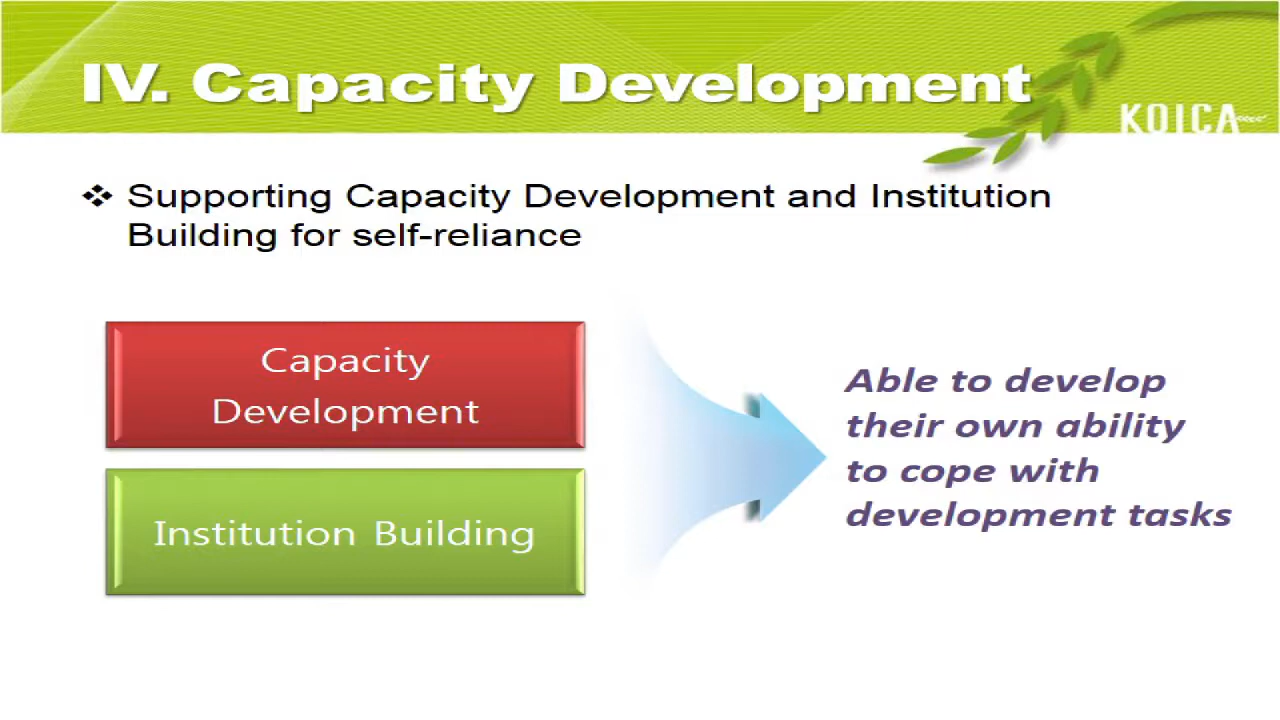 IV. Capacity Development
KOICA
❖ Supporting Capacity Development and Institution
Building for self-reliance
Capacity
Development
Institution Building
Able to develop
their own ability
to cope with
development tasks